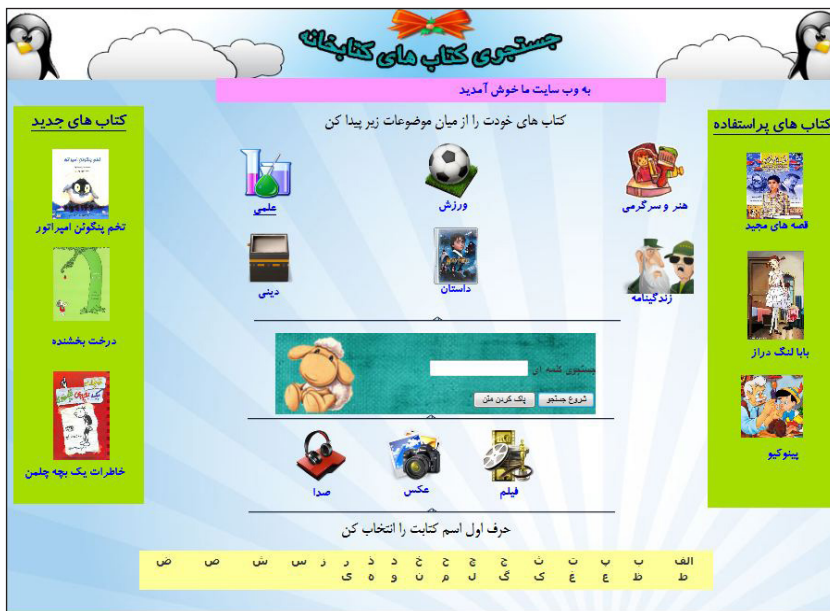 جستجوی کتاب های کتابخانه
به وب سایت ما خوش آمدید
کتاب های پراستفاده
قصه های مجید
بابا لنگ دراز
پینوکیو
کتاب های خودت را از میان موضوعات زیر پیدا کن
هنر و سرگرمی
ورزش
علمی
زندگینامه
داستان
دینی
جستجوی کلمه ای
شروع جستجو
پاک کردن متن
فیلم
عکس
صدا
حرف اول اسم کتابت را انتخاب کن
الف ب پ ت ث ج چ ح خ د ذ ر ز س ش ص ض
ط ظ ع غ ک گ ل م ن و ه ی
کتاب های جدید
تخم پنگوئن امپراتور
درخت بخشنده
خاطرات یک بچه چلمن